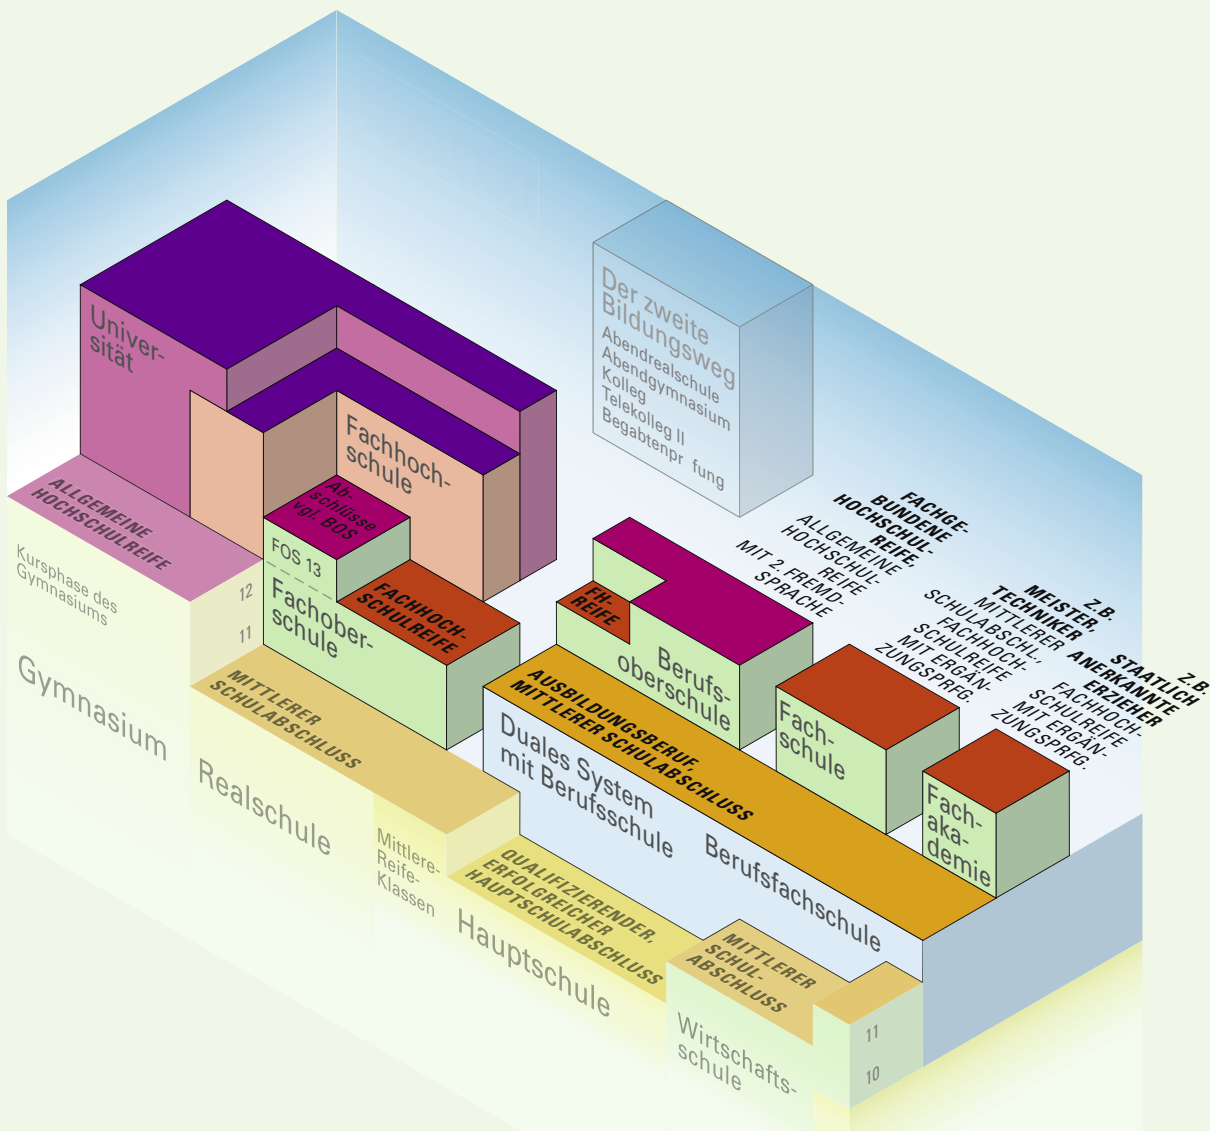 Univer-
sität
Fachhoch-
schule
Der zweite
Bildungsweg
Abendrealschule
Abendgymnasium
Kolleg
Telekolleg II
Begabtenpr fung
ALLGEMEINE
HOCHSCHULREIFE
Kursphase des
Gymnasiums
12
11
Gymnasium
Ab-
schlüsse
vgl. BOS
FOS 13
Fachober-
schule
FACHHOCH-
SCHULREIFE
FH-
REIFE
Berufs-
oberschule
FACHGE-
BUNDENE
HOCHSCHUL-
REIFE,
ALLGEMEINE
HOCHSCHUL-
REIFE
MIT 2. FREMD-
SPRACHE
Z.B.
MEISTER,
TECHNIKER
MITTLERER
SCHULABSCHL.,
FACHHOCH-
SCHULREIFE
MIT ERGÄN-
ZUNGSPRFG.
Z.B.
STAATLICH
ANERKANNTE
ERZIEHER
FACHHOCH-
SCHULREIFE
MIT ERGÄN-
ZUNGSPRFG.
Fach-
schule
Fach-
aka-
demie
MITTLERER
SCHULABSCHLUSS
Realschule
AUSBILDUNGSBERUF,
MITTLERER SCHULABSCHLUSS
Duales System
mit Berufsschule
Berufsfachschule
Mittlere-
Reife-
Klassen
QUALIFIZIERENDER,
ERFOLGREICHER
HAUPTSCHULABSCHLUSS
Hauptschule
MITTLERER
SCHUL-
ABSCHLUSS
Wirtschafts-
schule
11
10